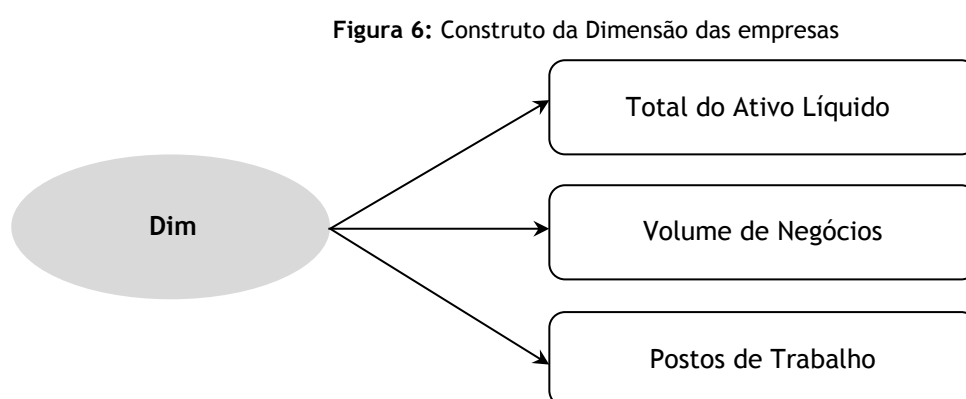 Figura 6: Construto da Dimensão das empresas
Total do Ativo Líquido
Dim
Volume de Negócios
Postos de Trabalho